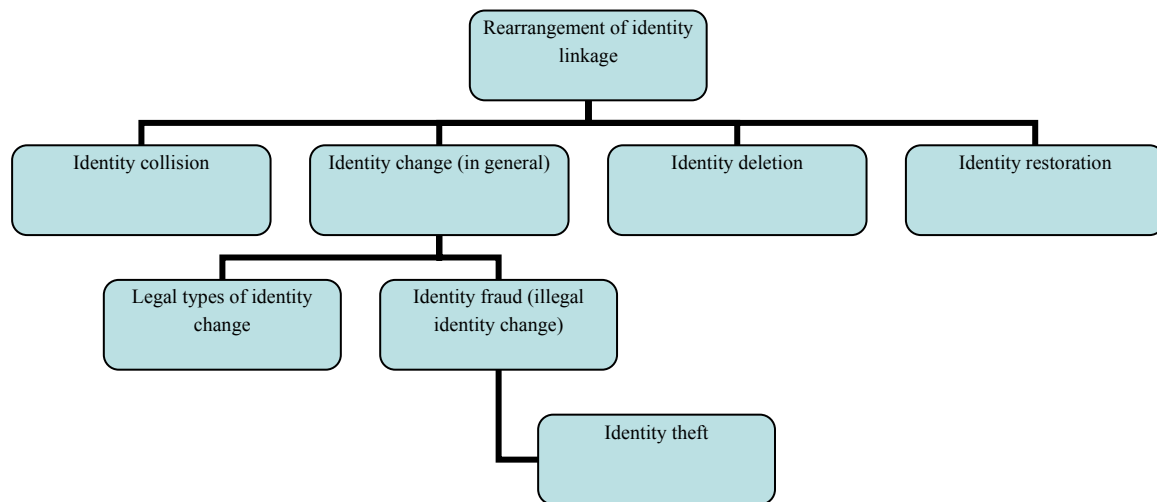 Rearrangement of identity
linkage
Identity collision
Identity change (in general)
Identity deletion
Identity restoration
Legal types of identity
change
Identity fraud (illegal
identity change)
Identity theft